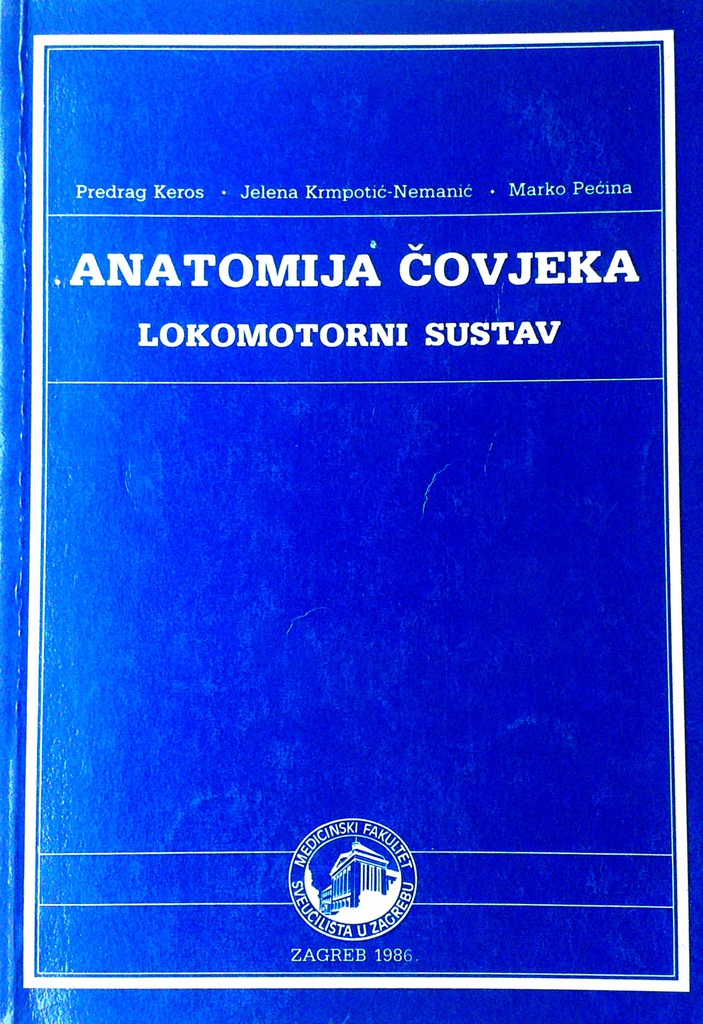 Predrag Keros • Jelena Krmpotić-Nemanić • Marko Pećina
ANATOMIJA ČOVJEKA
LOKOMOTORNI SUSTAV
MEDICINSKI FAKULTET
SVEUČILIŠTA U ZAGREBU
ZAGREB 1986.